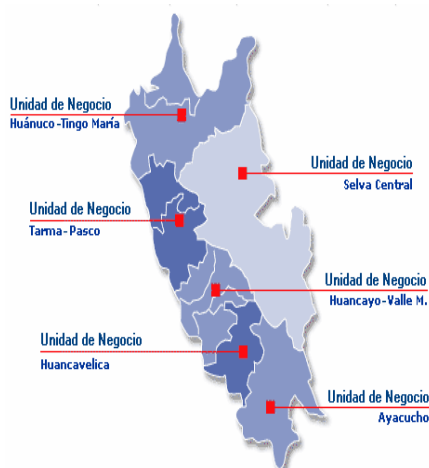 Unidad de Negocio
Huánuco-Tingo María
Unidad de Negocio
Selva Central
Unidad de Negocio
Tarma-Pasco
Unidad de Negocio
Huancayo-Valle M.
Unidad de Negocio
Huancavelica
Unidad de Negocio
Ayacucho